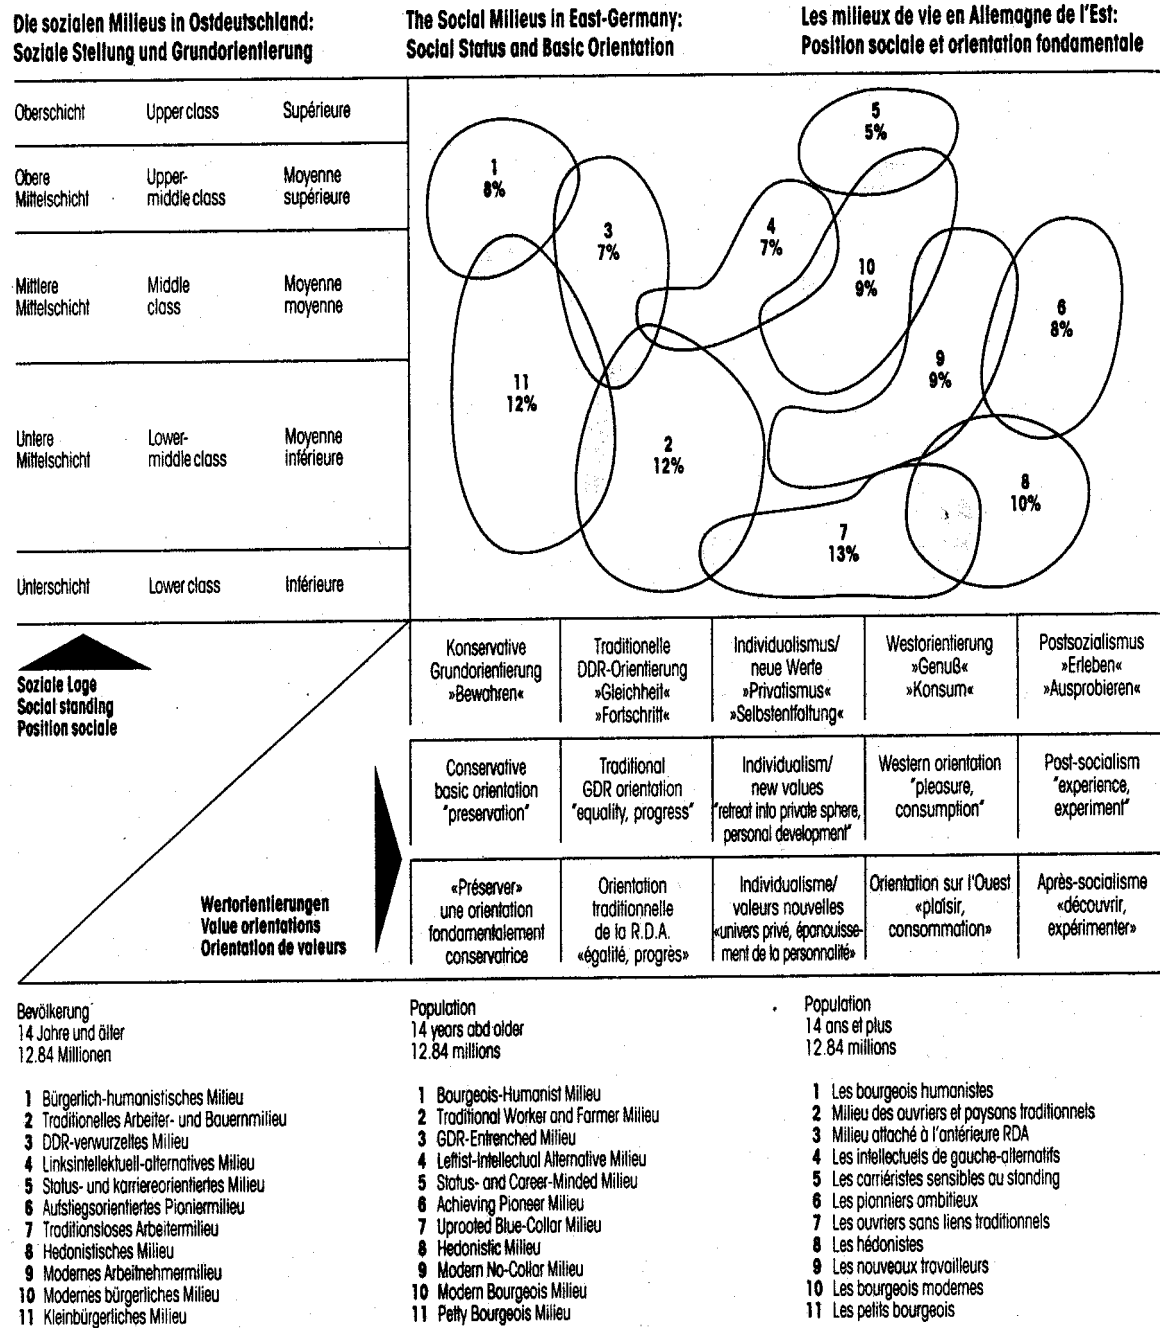 Die sozialen Milieus in Ostdeutschland:
Soziale Stellung und Grundorientierung
The Social Milieus in East-Germany:
Social Status and Basic Orientation
Les milieux de vie en Allemagne de l'Est:
Position sociale et orientation fondamentale
Oberschicht
Upper class
Supérieure
Obere
Mittelschicht
Upper-
middle class
Moyenne
supérieure
Mittlere
Mittelschicht
Middle
class
Moyenne
moyenne
Untere
Mittelschicht
Lower-
middle class
Moyenne
inférieure
Unterschicht
Lower class
Inférieure
1
8%
3
7%
4
7%
5
5%
10
9%
6
8%
9
9%
11
12%
2
12%
8
10%
7
13%
Soziale Lage
Social standing
Position sociale
Konservative
Grundorientierung
»Bewahren«
Traditionelle
DDR-Orientierung
»Gleichheit«
»Fortschritt«
Individualismus/
neue Werte
»Privatismus«
»Selbstentfaltung«
Westorientierung
»Genuß«
»Konsum«
Postsozialismus
»Erleben«
»Ausprobieren«
Conservative
basic orientation
"preservation"
Traditional
GDR orientation
"equality, progress"
Individualism/
new values
"retreat into private sphere,
personal development"
Western orientation
"pleasure,
consumption"
Post-socialism
"experience,
experiment"
Wertorientierungen
Value orientations
Orientation de valeurs
«Préserver»
une orientation
fondamentalement
conservatrice
Orientation
traditionnelle
de la R.D.A.
«égalité, progrès»
Individualisme/
valeurs nouvelles
«univers privé, épanouisse-
ment de la personnalité»
Orientation sur l'Ouest
«plaisir,
consommation»
Après-socialisme
«découvrir,
expérimenter»
Bevölkerung
14 Jahre und älter
12.84 Millionen
1 Bürgerlich-humanistisches Milieu
2 Traditionelles Arbeiter- und Bauernmilieu
3 DDR-verwurzeltes Milieu
4 Linksintellektuell-alternatives Milieu
5 Status- und karriereorientiertes Milieu
6 Aufstiegsorientiertes Pioniermilieu
7 Traditionsloses Arbeitermilieu
8 Hedonistisches Milieu
9 Modernes Arbeitnehmermilieu
10 Modernes bürgerliches Milieu
11 Kleinbürgerliches Milieu
Population
14 years abd older
12.84 millions
1 Bourgeois-Humanist Milieu
2 Traditional Worker and Farmer Milieu
3 GDR-Entrenched Milieu
4 Leftist-Intellectual Alternative Milieu
5 Status- and Career-Minded Milieu
6 Achieving Pioneer Milieu
7 Uprooted Blue-Collar Milieu
8 Hedonistic Milieu
9 Modern No-Collar Milieu
10 Modern Bourgeois Milieu
11 Petty Bourgeois Milieu
Population
14 ans et plus
12.84 millions
1 Les bourgeois humanistes
2 Milieu des ouvriers et paysans traditionnels
3 Milieu attaché à l'antérieure RDA
4 Les intellectuels de gauche-alternatifs
5 Les carriéristes sensibles au standing
6 Les pionniers ambitieux
7 Les ouvriers sans liens traditionnels
8 Les hédonistes
9 Les nouveaux travailleurs
10 Les bourgeois modernes
11 Les petits bourgeois